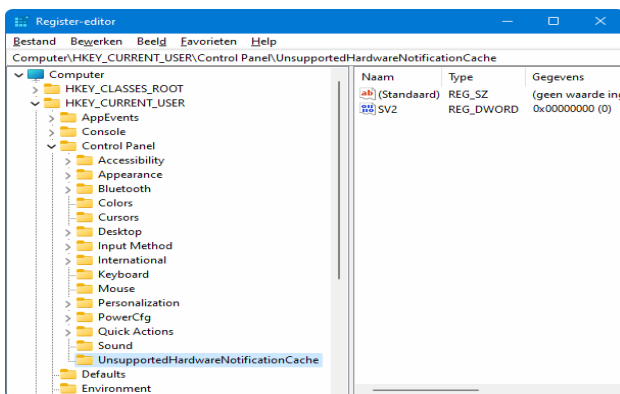 Register-editor
Bestand Bewerken Beeld Favorieten Help
Computer\HKEY_CURRENT_USER\Control Panel\UnsupportedHardwareNotificationCache
Computer
HKEY_CLASSES_ROOT
HKEY_CURRENT_USER
AppEvents
Console
Control Panel
Accessibility
Appearance
Bluetooth
Colors
Cursors
Desktop
Input Method
International
Keyboard
Mouse
Personalization
PowerCfg
Quick Actions
Sound
UnsupportedHardwareNotificationCache
Defaults
Environment
Naam Type Gegevens
ab (Standaard) REG_SZ (geen waarde in
SV2 REG_DWORD 0x00000000 (0)